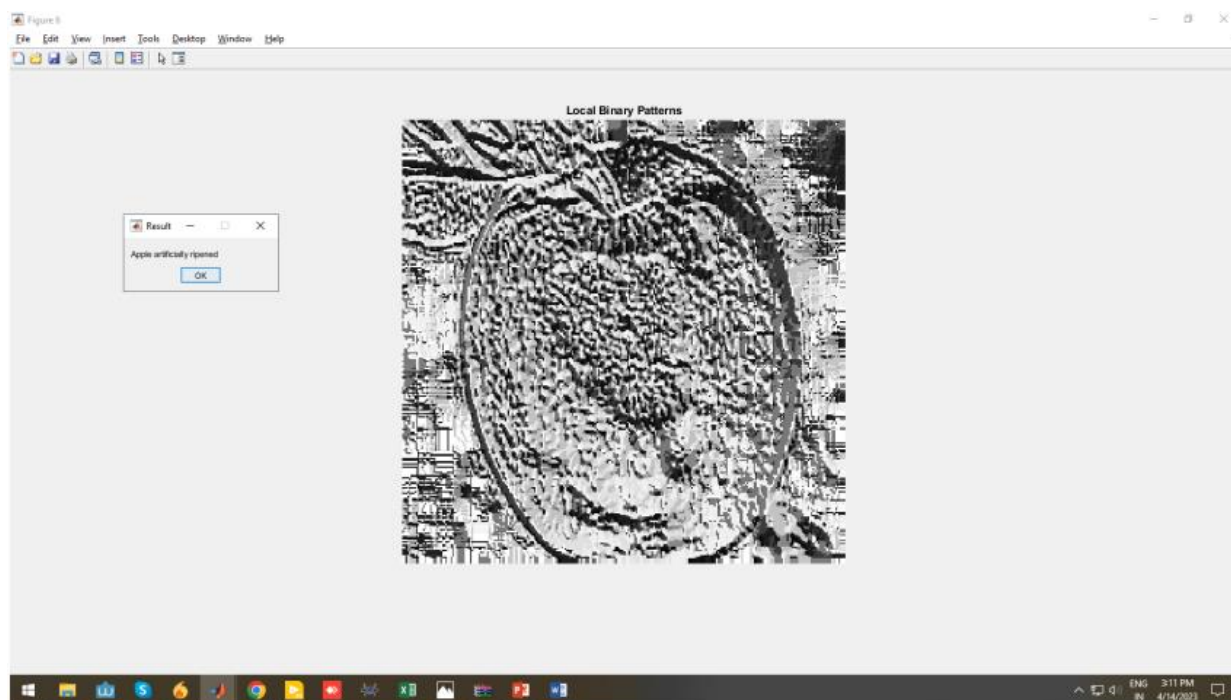 Figure 8
File Edit View Insert Tools Desktop Window Help
Local Binary Patterns
Result
Apple artificially ripened
OK
ENG 3:11 PM
IN 4/14/2023